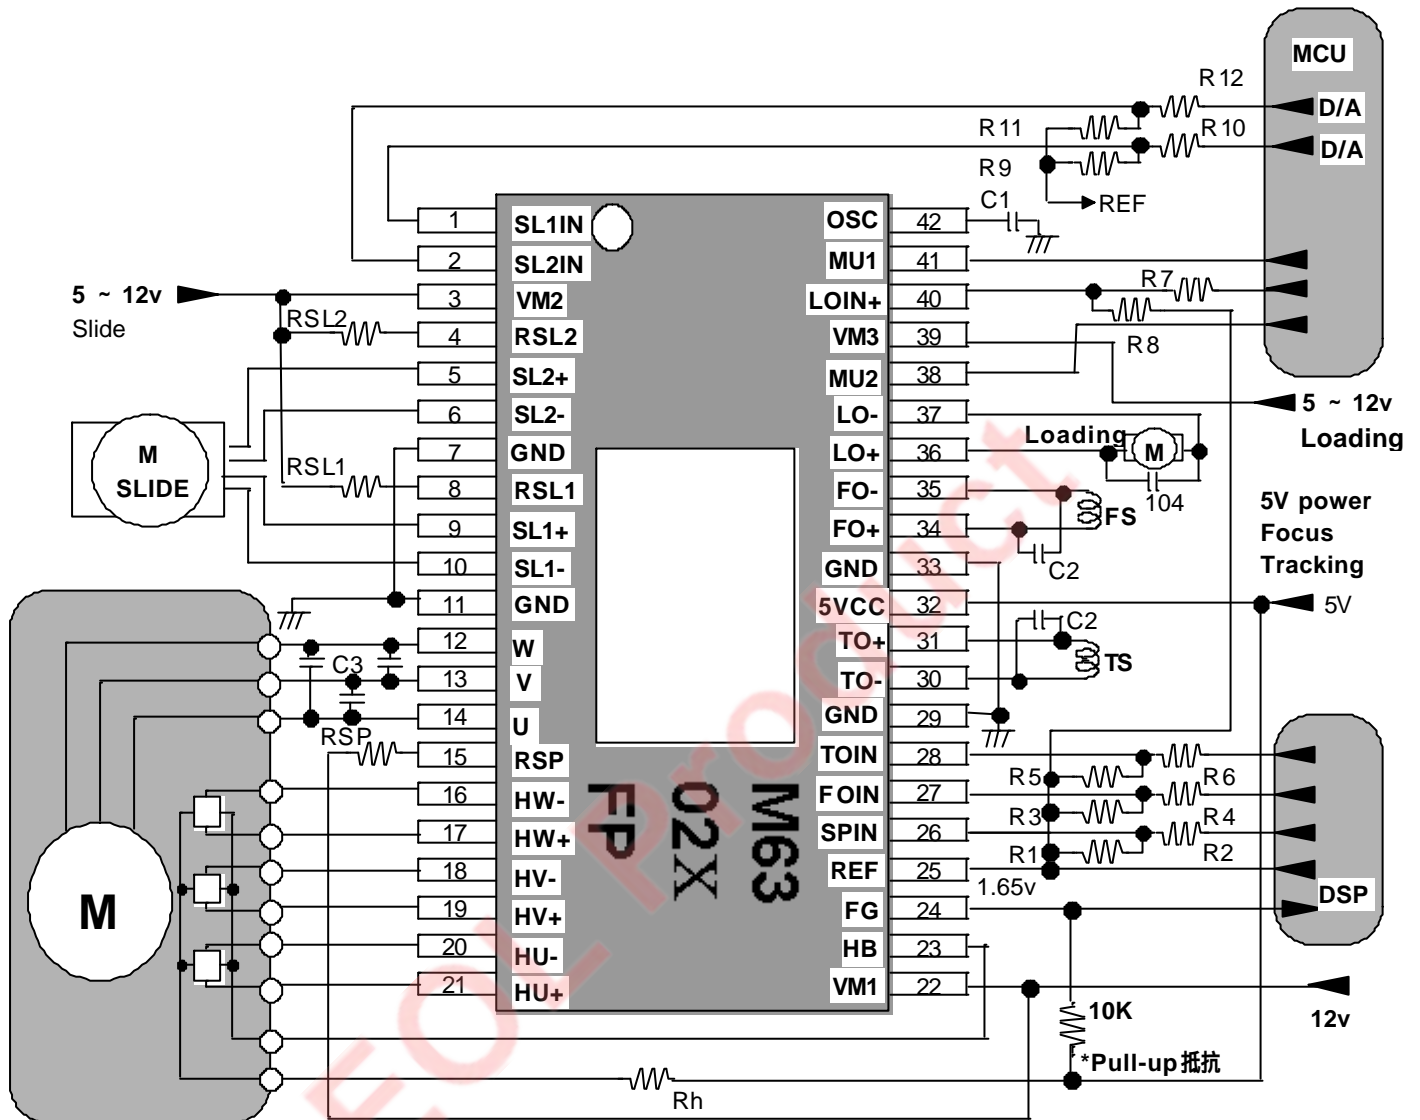 MCU
R12
D/A
R11
R10
D/A
R9
C1
REF
1 SL1IN
OSC 42
2 SL2IN
MU1 41
5 ~ 12v
Slide
3 VM2
LOIN+ 40
R7
RSL2
4 RSL2
VM3 39
R8
5 SL2+
MU2 38
6 SL2-
LO- 37
5 ~ 12v
Loading
M
SLIDE
7 GND
LO+ 36
Loading
M
RSL1
8 RSL1
FO- 35
104
FS
9 SL1+
FO+ 34
C2
10 SL1-
GND 33
5V power
Focus
Tracking
11 GND
5VCC 32
5V
12 W
TO+ 31
C2
C3
13 V
TO- 30
TS
14 U
GND 29
RSP
15 RSP
TOIN 28
R5
R6
16 HW-
FOIN 27
R3
R4
17 HW+
SPIN 26
R1
R2
18 HV-
REF 25
1.65v
19 HV+
FG 24
DSP
20 HU-
HB 23
21 HU+
VM1 22
12v
M
M63
02X
FP
10K
*Pull-up 抵抗
Rh
EOL Product